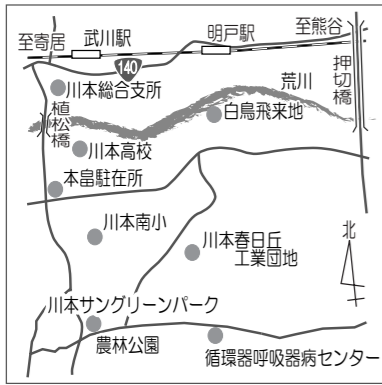 至寄居
武川駅
明戸駅
至熊谷
140
川本総合支所
荒川
押切橋
植松橋
白鳥飛来地
川本高校
本畠駐在所
川本南小
川本春日丘
工業団地
北
川本サングリーンパーク
農林公園
循環器呼吸器病センター